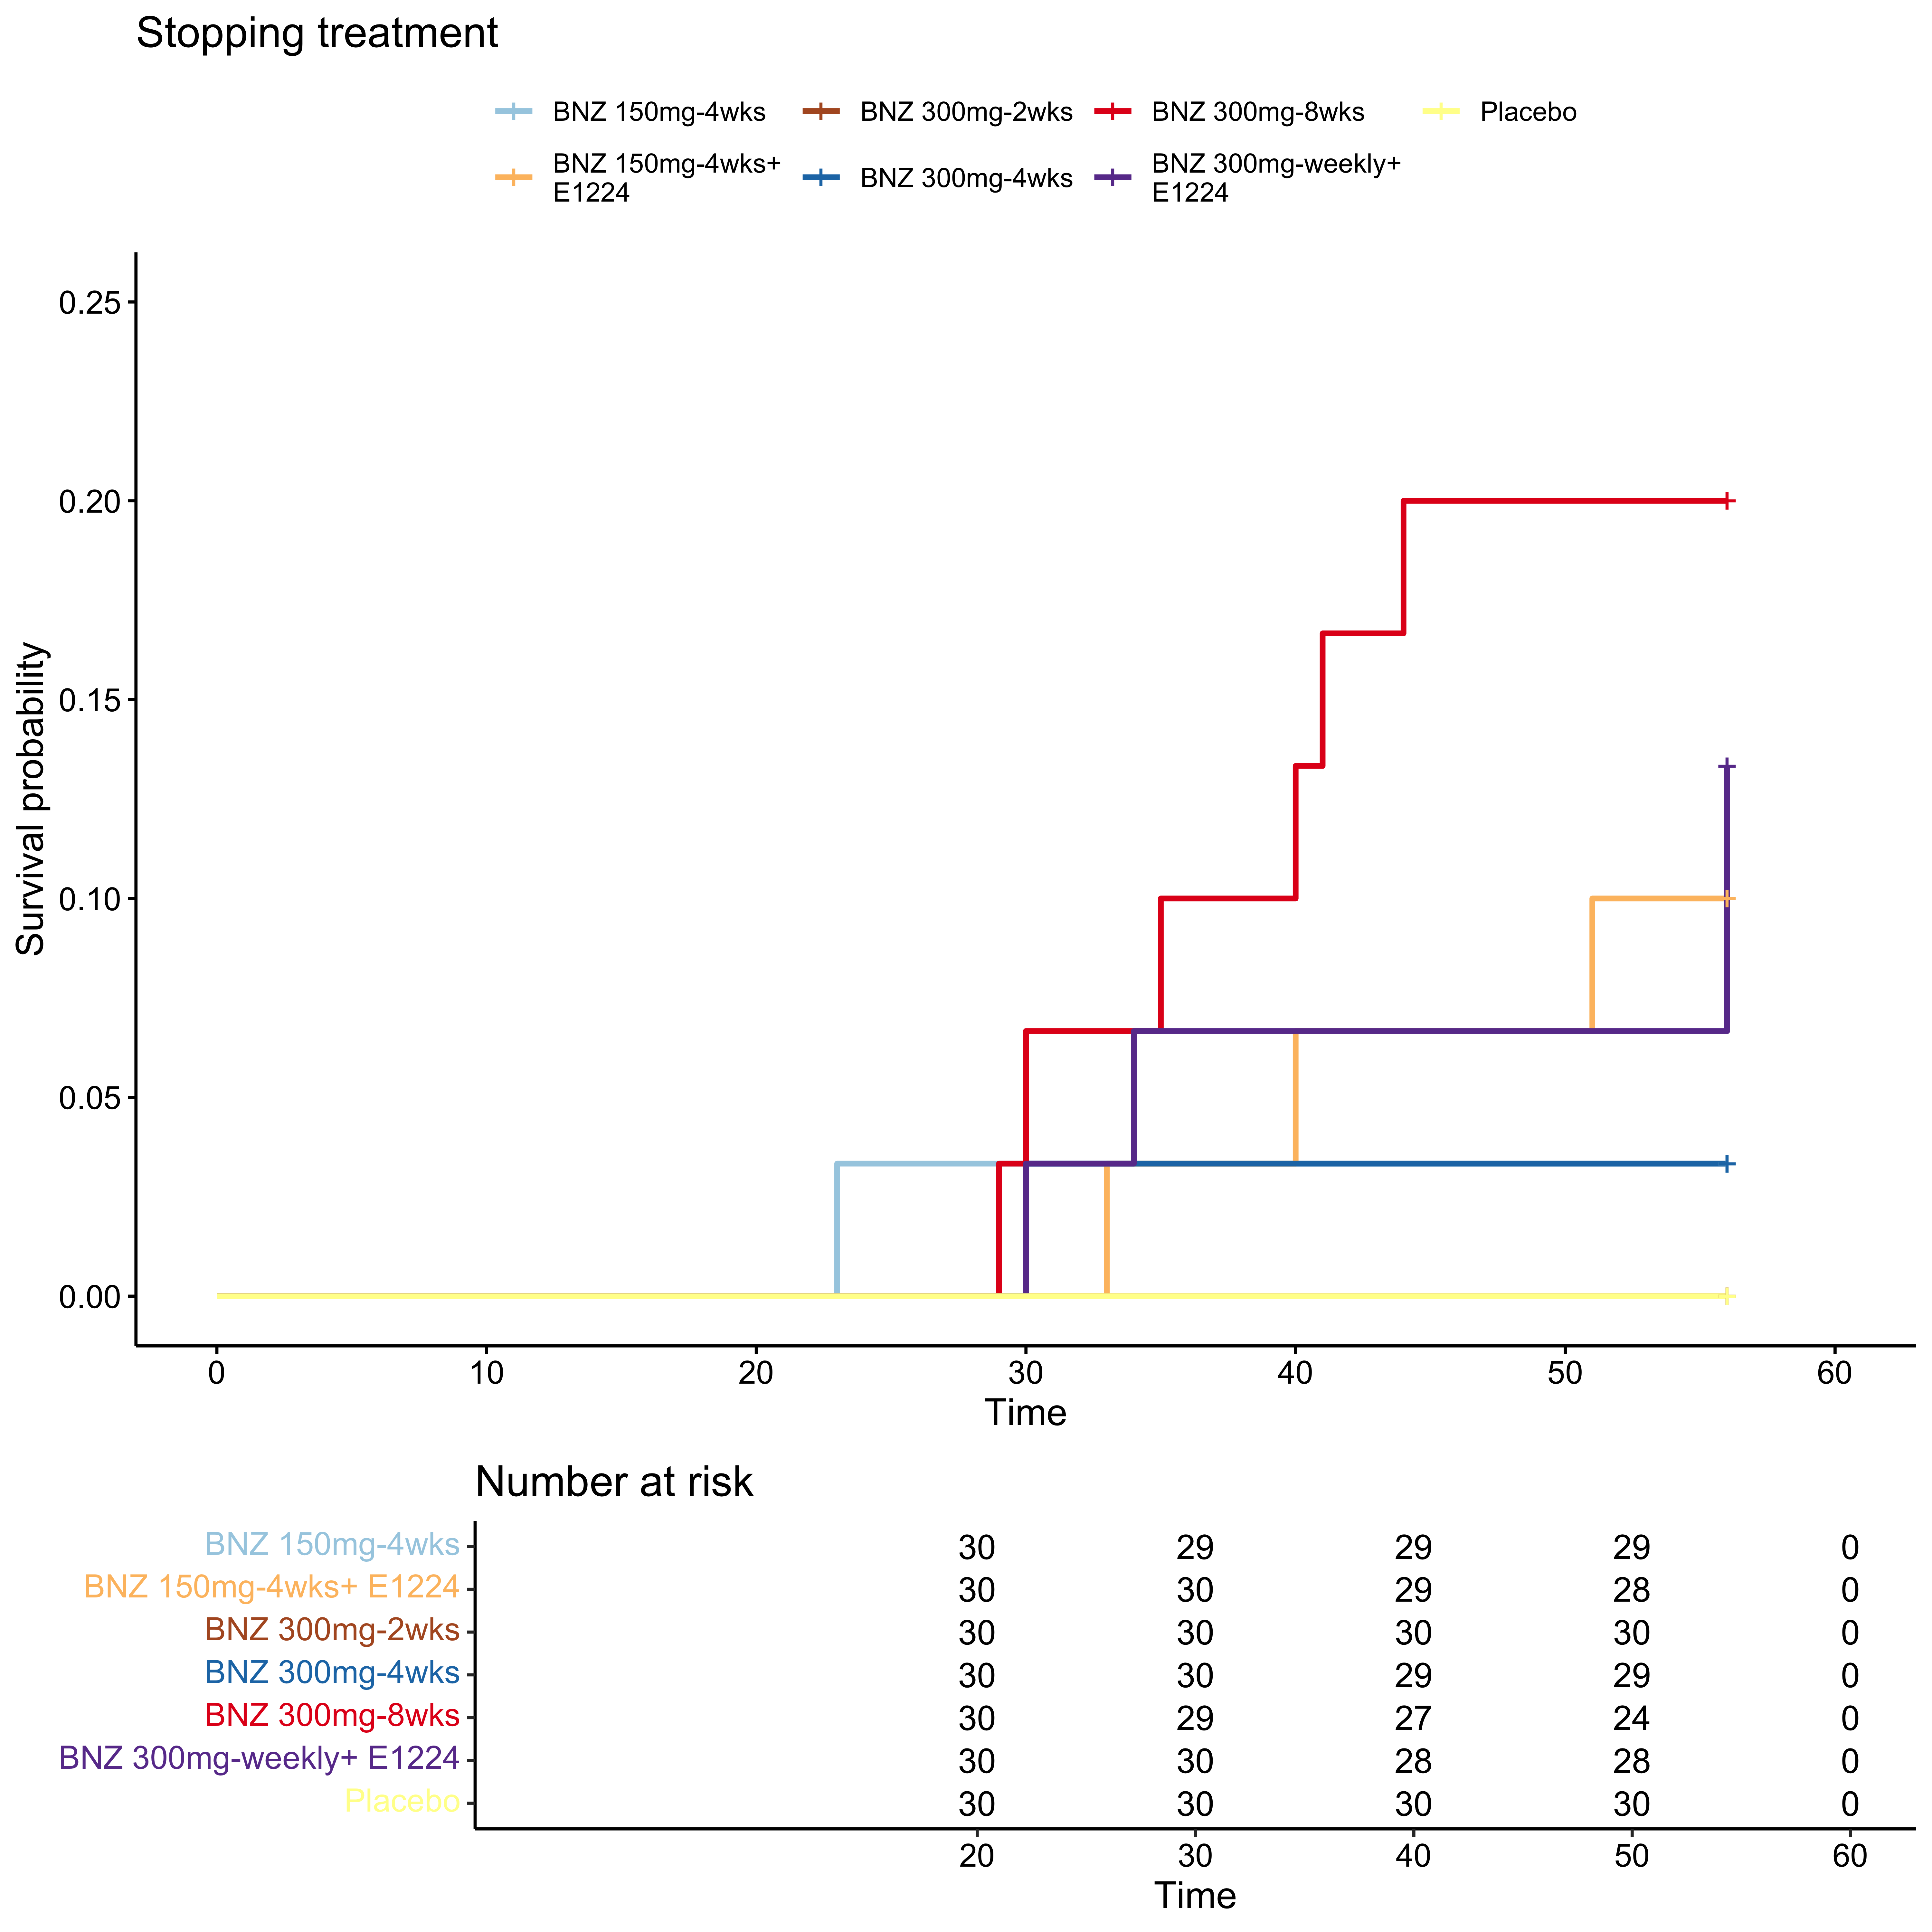 Stopping treatment
BNZ 150mg-4wks BNZ 300mg-2wks BNZ 300mg-8wks Placebo
BNZ 150mg-4wks+
E1224
BNZ 300mg-4wks
BNZ 300mg-weekly+
E1224
0.25
0.20
0.15
0.10
0.05
0.00
Survival probability
0 10 20 30 40 50 60
Time
Number at risk
BNZ 150mg-4wks 30 29 29 29 0
BNZ 150mg-4wks+ E1224 30 30 29 28 0
BNZ 300mg-2wks 30 30 30 30 0
BNZ 300mg-4wks 30 30 29 29 0
BNZ 300mg-8wks 30 29 27 24 0
BNZ 300mg-weekly+ E1224 30 30 28 28 0
Placebo 30 30 30 30 0
20 30 40 50 60
Time